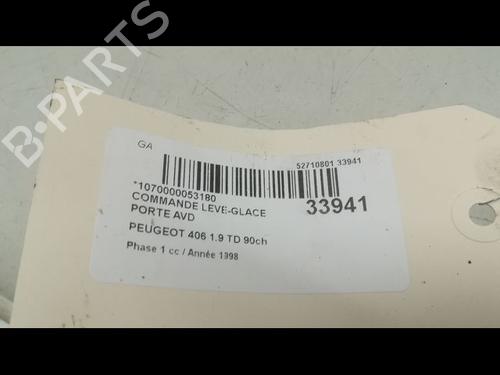 B-PARTS
GA
52710801 33941
*1070000053180
COMMANDE LEVE-GLACE
33941
PORTE AVD
PEUGEOT 406 1.9 TD 90ch
Phase 1 cc / Année 1998